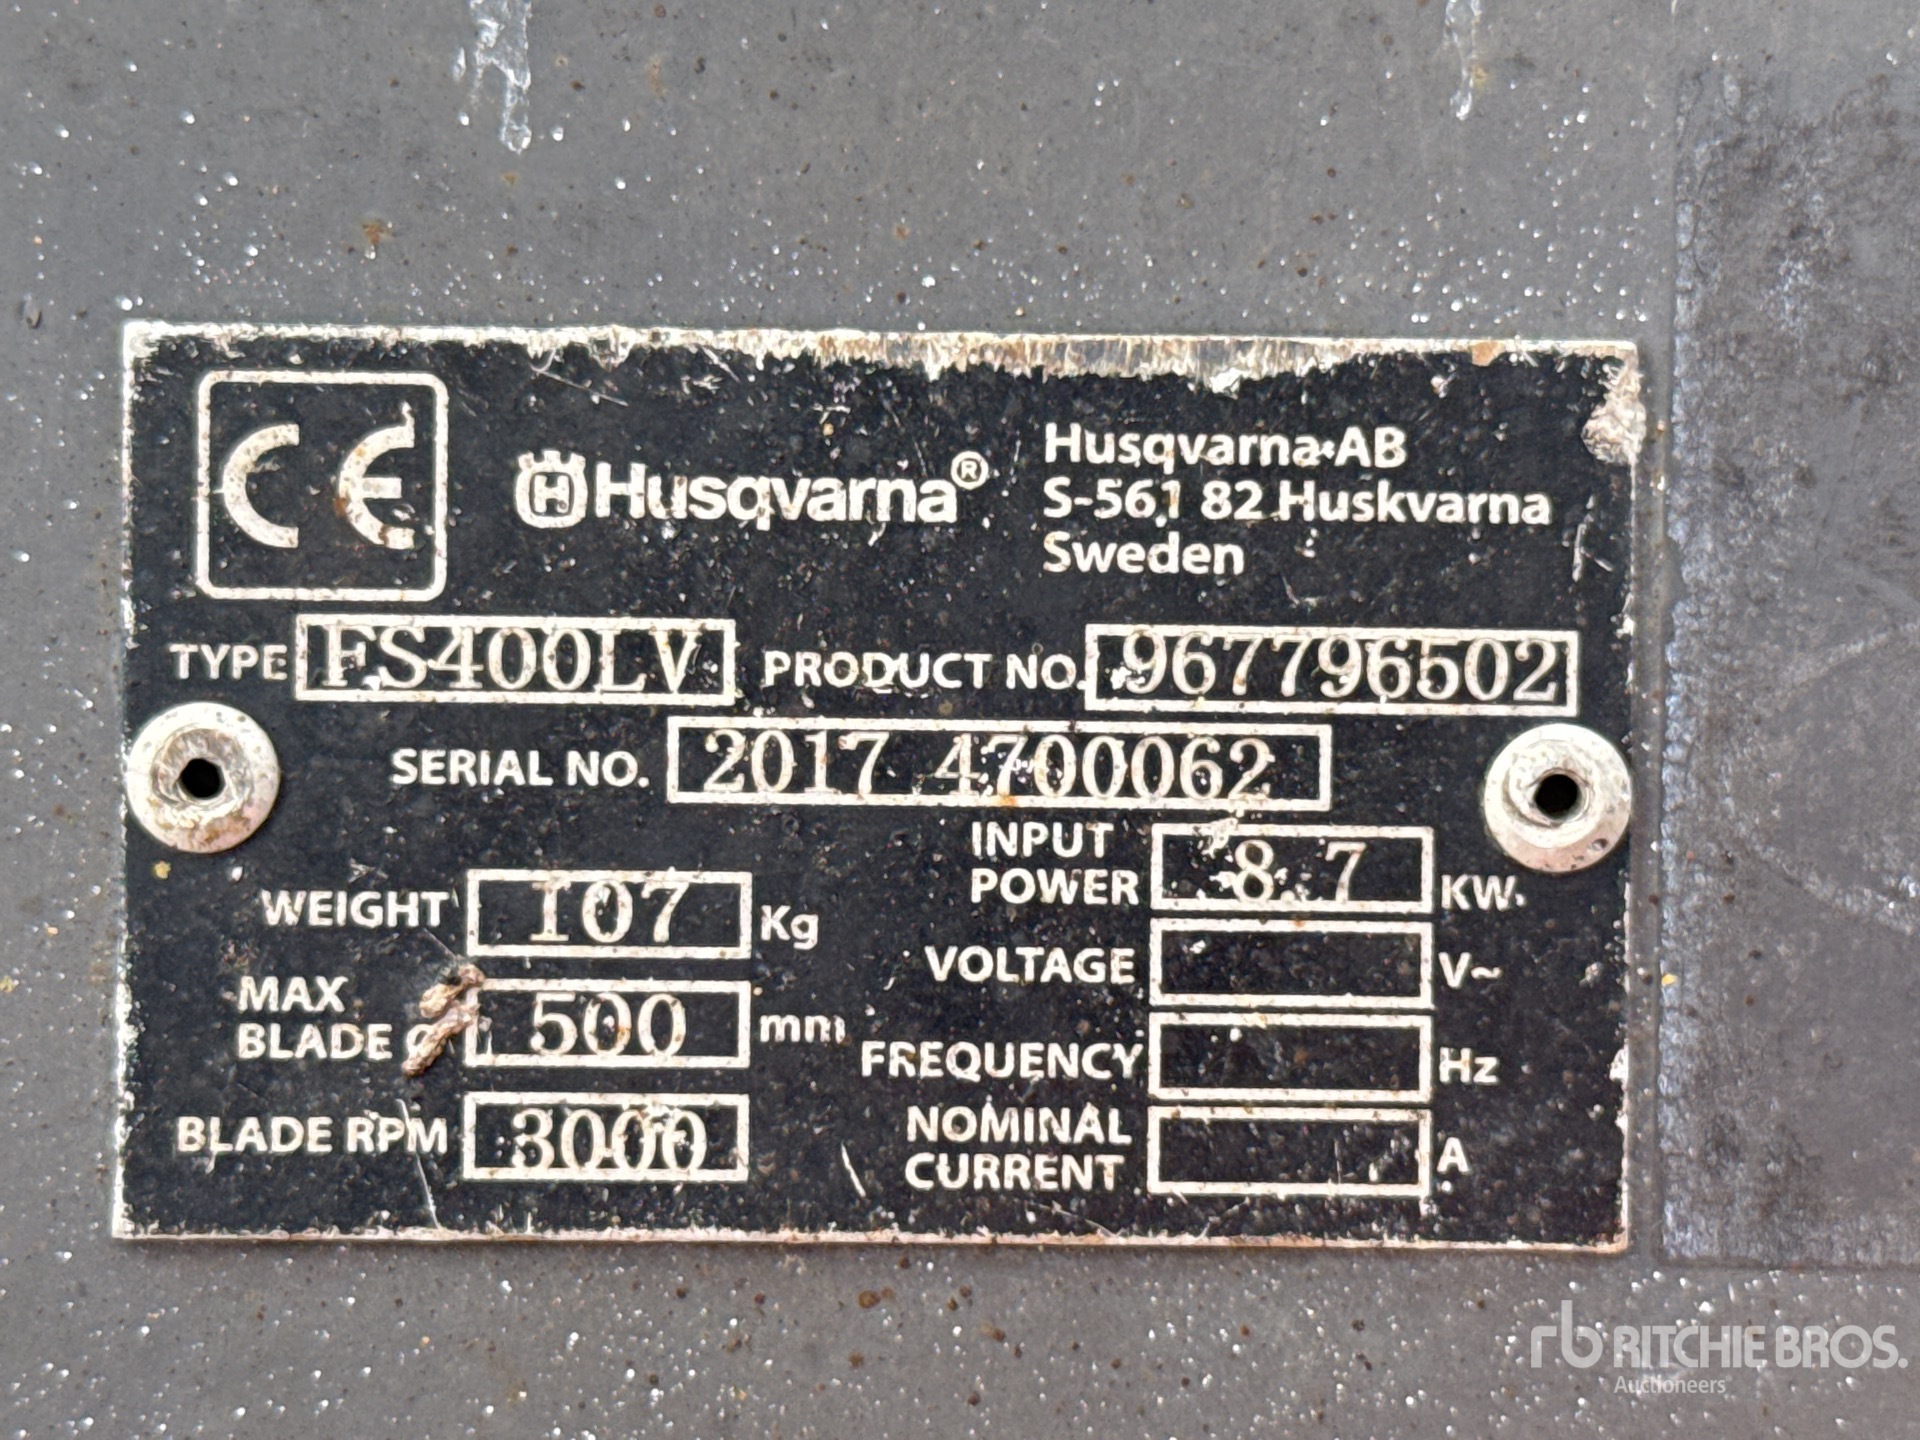 CE
Husqvarna®
Husqvarna AB
S-561 82 Huskvarna
Sweden
TYPE FS400LV PRODUCT NO. 967796502
SERIAL NO. 2017 4700062
WEIGHT 107 Kg
MAX
BLADE 500 mm
BLADE RPM 3000
INPUT
POWER 8.7 KW
VOLTAGE V~
FREQUENCY Hz
NOMINAL
CURRENT A
rb RITCHIE BROS.
Auctioneers